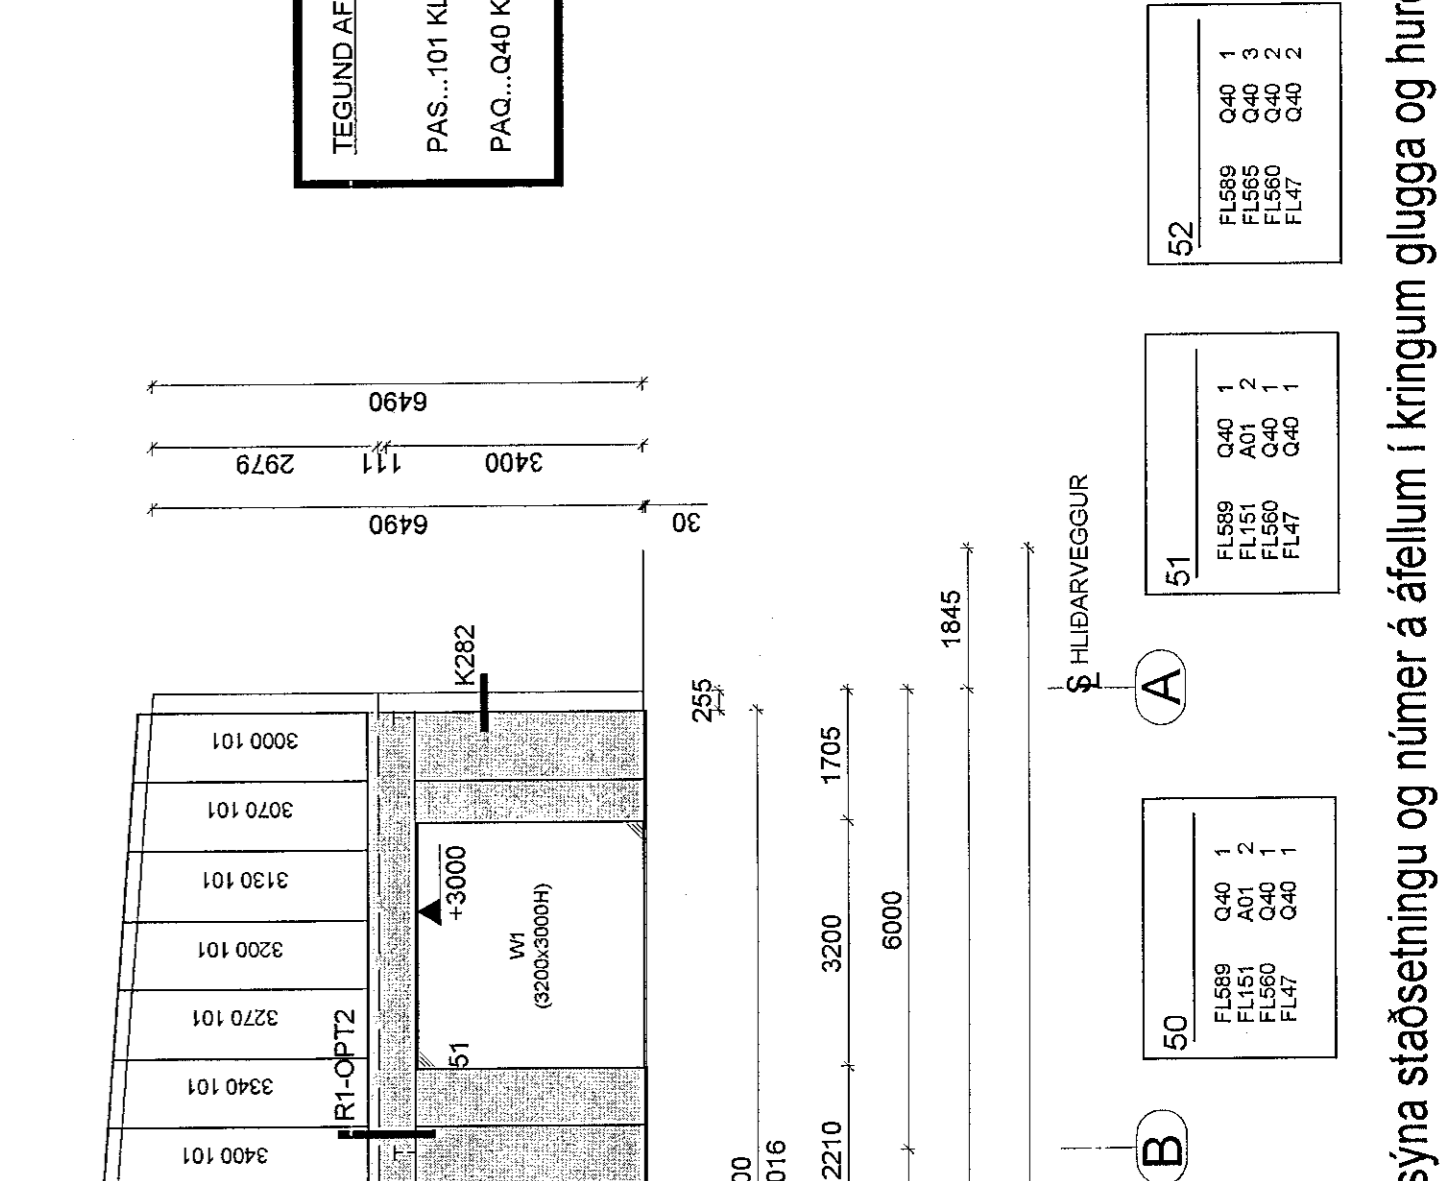 TEGUND AF
PAS...101 KL
PAQ...Q40 K
6490
2979
111
3400
6490
30
K282
3000 101
3070 101
3130 101
3200 101
3270 101
3340 101
3400 101
R1-OPT2
+3000
W1
(3200x3000H)
51
255
1705
3200
2210
6000
1845
016
00
HLIÐARVEGGUR
A
B
50
FL589 Q40 1
FL151 A01 2
FL560 Q40 1
FL47 Q40 1
51
FL589 Q40 1
FL151 A01 2
FL560 Q40 1
FL47 Q40 1
52
FL589 Q40 1
FL565 Q40 3
FL560 Q40 2
FL47 Q40 2
sýna staðsetningu og númer á áfellum í kringum glugga og hurð